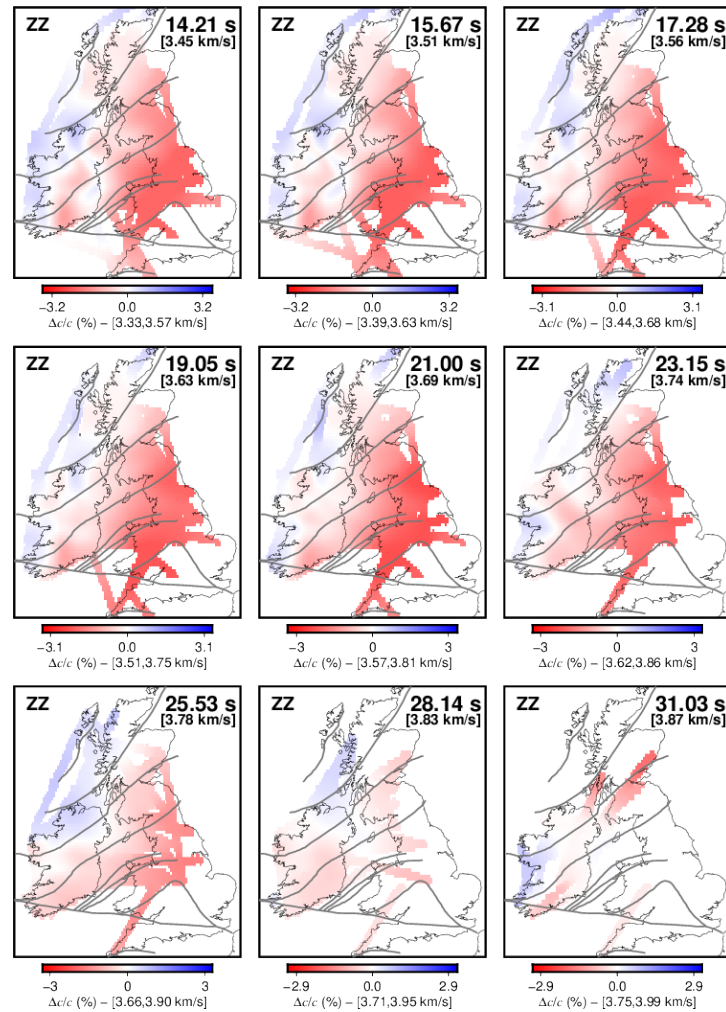 ZZ 14.21 s
[3.45 km/s]
ZZ 15.67 s
[3.51 km/s]
ZZ 17.28 s
[3.56 km/s]
−3.2 0.0 3.2
Δc/c (%) − [3.33,3.57 km/s]
−3.2 0.0 3.2
Δc/c (%) − [3.39,3.63 km/s]
−3.1 0.0 3.1
Δc/c (%) − [3.44,3.68 km/s]
ZZ 19.05 s
[3.63 km/s]
ZZ 21.00 s
[3.69 km/s]
ZZ 23.15 s
[3.74 km/s]
−3.1 0.0 3.1
Δc/c (%) − [3.51,3.75 km/s]
−3 0 3
Δc/c (%) − [3.57,3.81 km/s]
−3 0 3
Δc/c (%) − [3.62,3.86 km/s]
ZZ 25.53 s
[3.78 km/s]
ZZ 28.14 s
[3.83 km/s]
ZZ 31.03 s
[3.87 km/s]
−3 0 3
Δc/c (%) − [3.66,3.90 km/s]
−2.9 0.0 2.9
Δc/c (%) − [3.71,3.95 km/s]
−2.9 0.0 2.9
Δc/c (%) − [3.75,3.99 km/s]